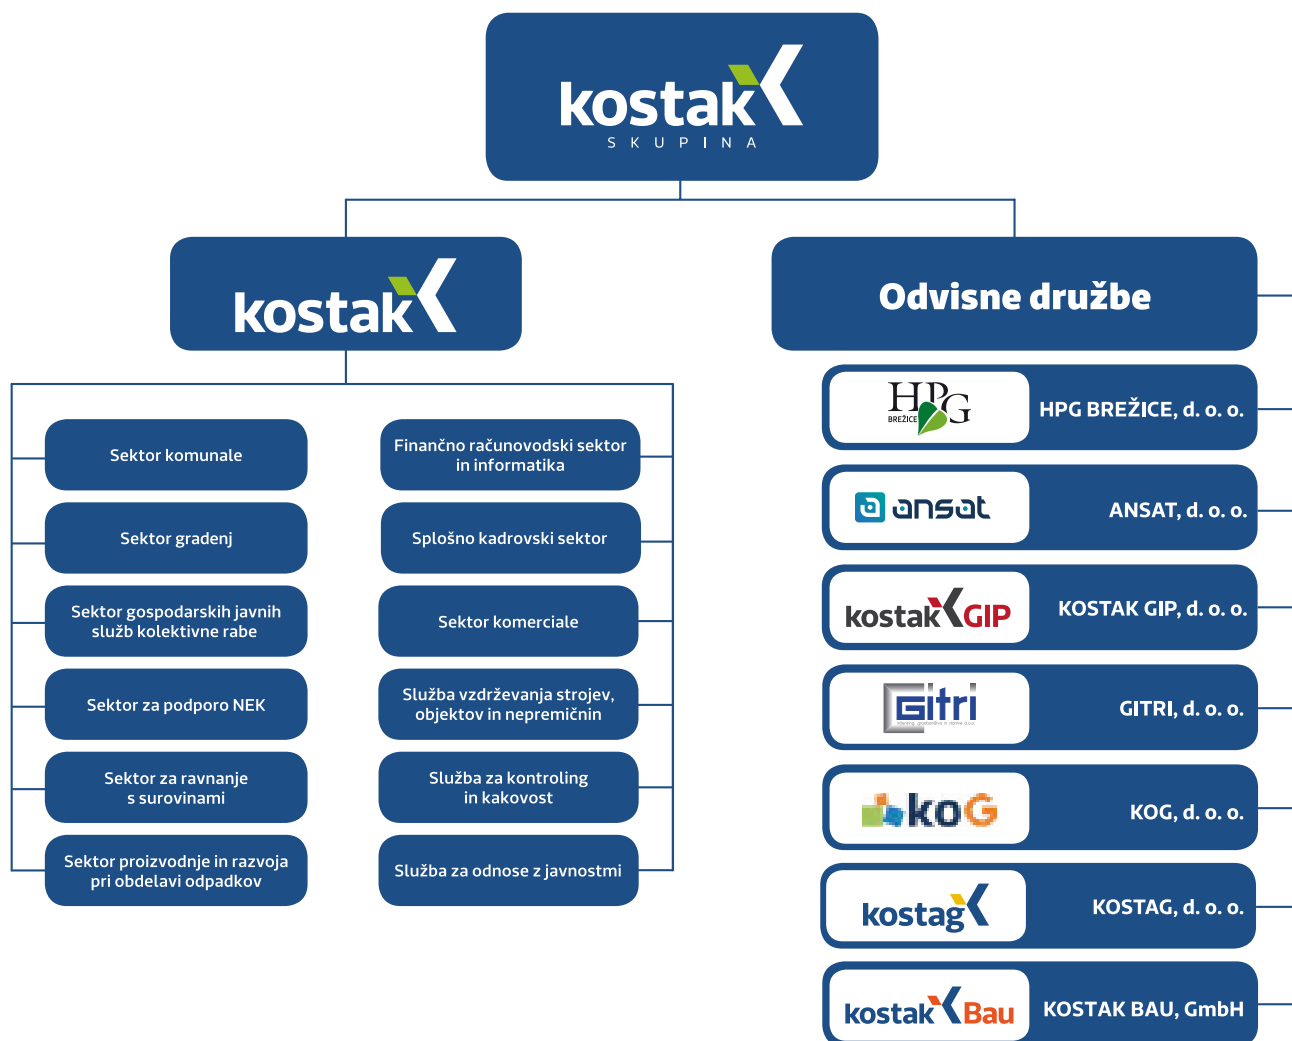 kostak
SKUPINA
kostak
Odvisne družbe
Sektor komunale
Sektor gradenj
Sektor gospodarskih javnih
služb kolektivne rabe
Sektor za podporo NEK
Sektor za ravnanje
s surovinami
Sektor proizvodnje in razvoja
pri obdelavi odpadkov
Finančno računovodski sektor
in informatika
Splošno kadrovski sektor
Sektor komerciale
Služba vzdrževanja strojev,
objektov in nepremičnin
Služba za kontroling
in kakovost
Služba za odnose z javnostmi
HPG
BREŽICE
HPG BREŽICE, d. o. o.
ansat
ANSAT, d. o. o.
kostak GIP
KOSTAK GIP, d. o. o.
Gitri
GITRI, d. o. o.
koG
KOG, d. o. o.
kostag
KOSTAG, d. o. o.
kostak Bau
KOSTAK BAU, GmbH